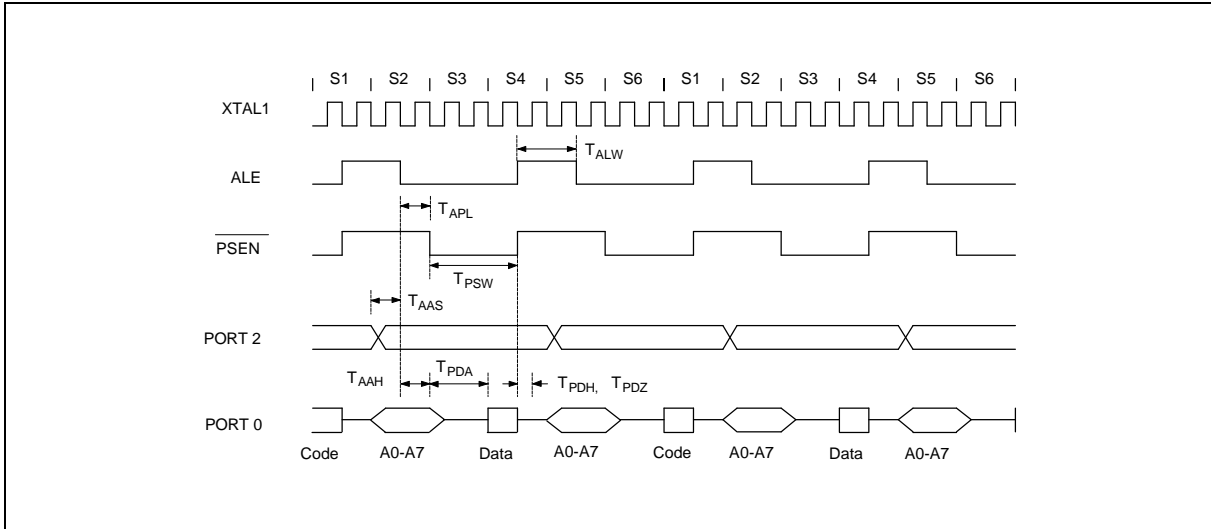 S1 S2 S3 S4 S5 S6 S1 S2 S3 S4 S5 S6
XTAL1
TALW
ALE
TAPL
PSEN
TPSW
TAAS
PORT 2
TAAH TPDA TPDH, TPDZ
PORT 0
Code A0-A7 Data A0-A7 Code A0-A7 Data A0-A7